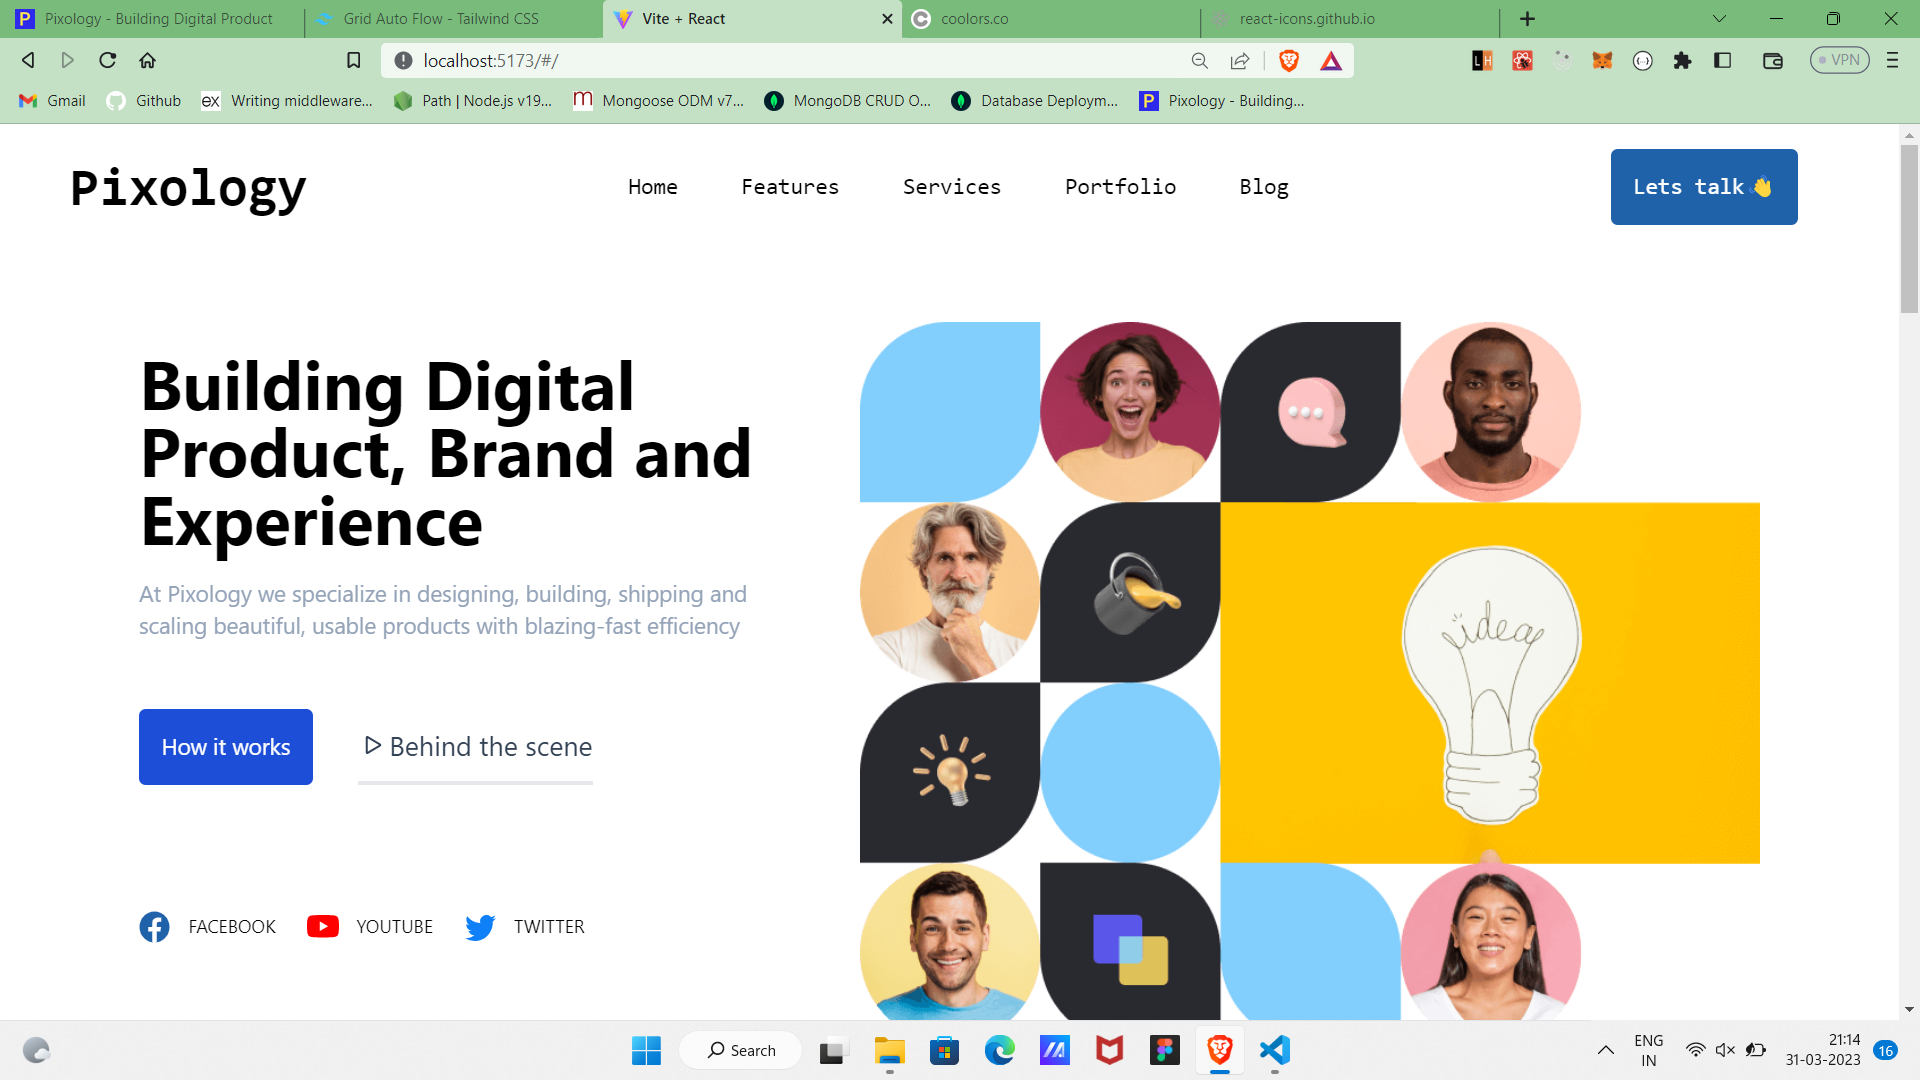 Pixology - Building Digital Product
Grid Auto Flow - Tailwind CSS
Vite + React
coolors.co
react-icons.github.io
localhost:5173/#/
VPN
Gmail
Github
ex
Writing middleware...
Path | Node.js v19...
Mongoose ODM v7...
MongoDB CRUD O...
Database Deploym...
P
Pixology - Building...
Pixology
Home
Features
Services
Portfolio
Blog
Lets talk👋
Building Digital
Product, Brand and
Experience
At Pixology we specialize in designing, building, shipping and
scaling beautiful, usable products with blazing-fast efficiency
How it works
Behind the scene
idea
FACEBOOK
YOUTUBE
TWITTER
Search
ENG
IN
21:14
31-03-2023
16